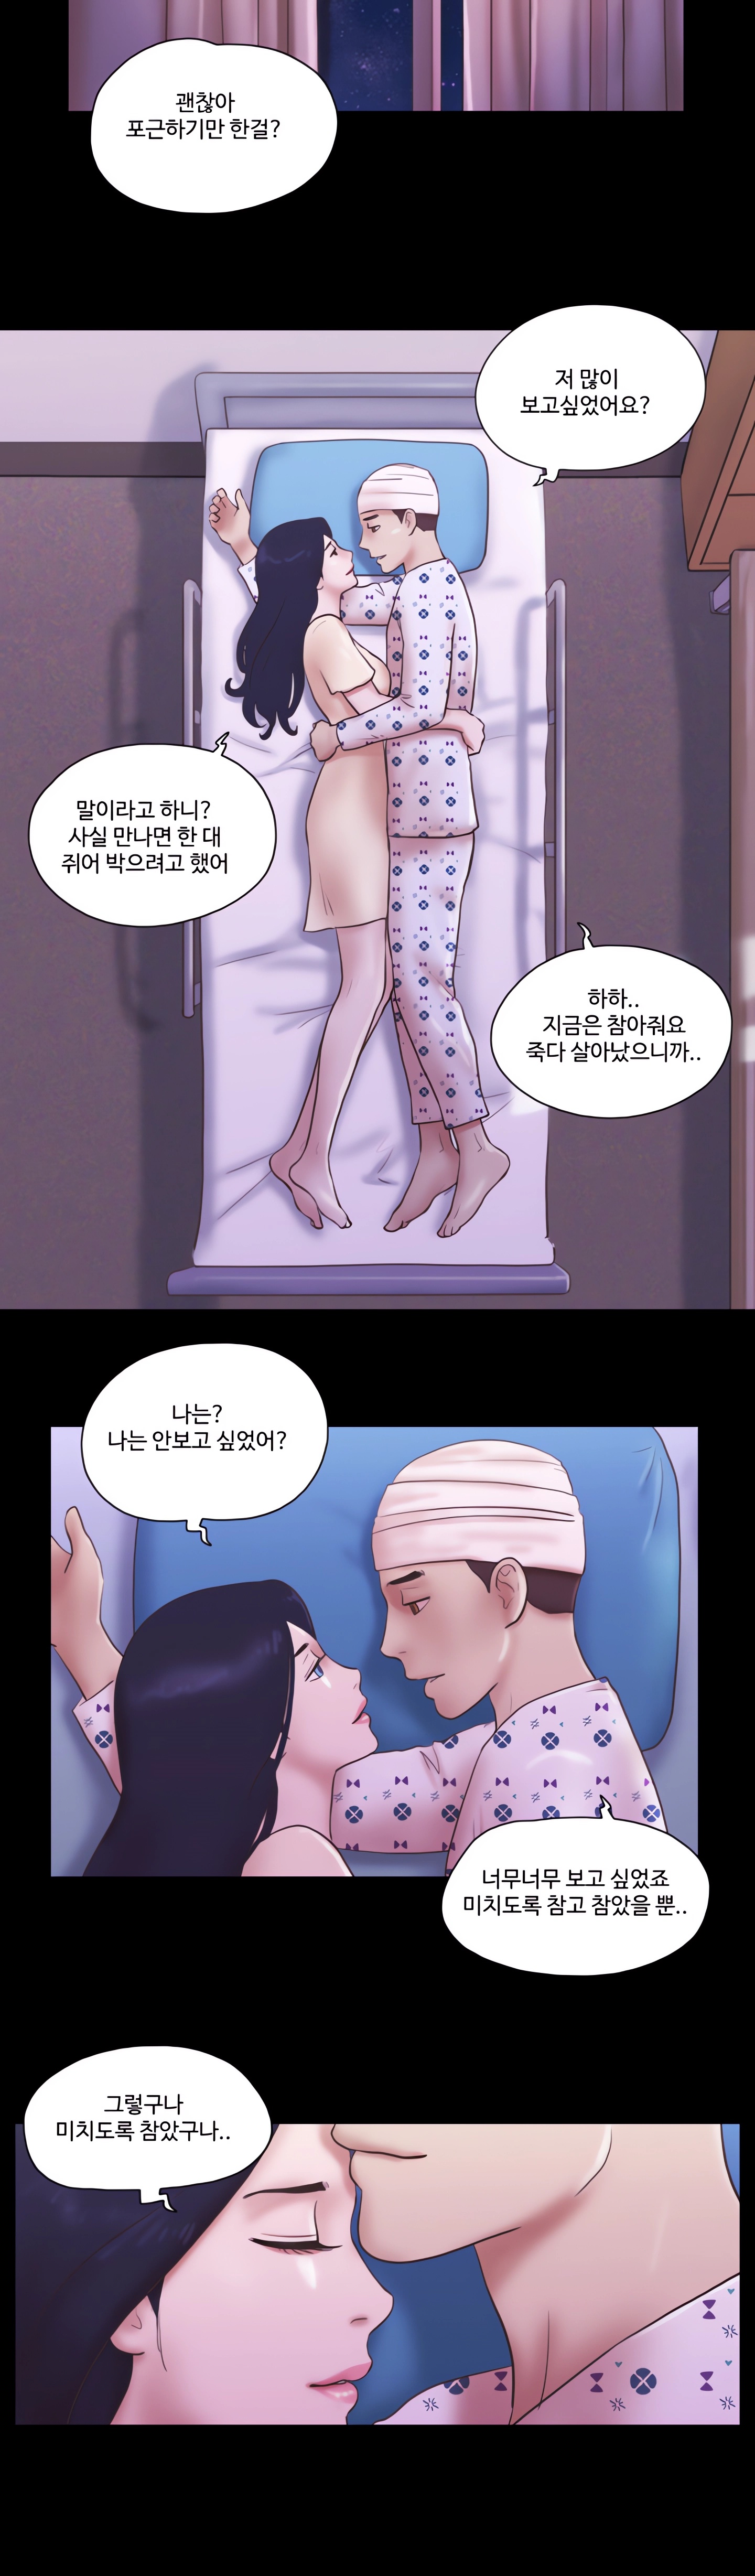 괜찮아
포근하기만 한걸?
저 많이
보고싶었어요?
말이라고 하니?
사실 만나면 한 대
쥐어 박으려고 했어
하하..
지금은 참아줘요
죽다 살아났으니까..
나는?
나는 안보고 싶었어?
너무너무 보고 싶었죠
미치도록 참고 참았을 뿐..
그렇구나
미치도록 참았구나..